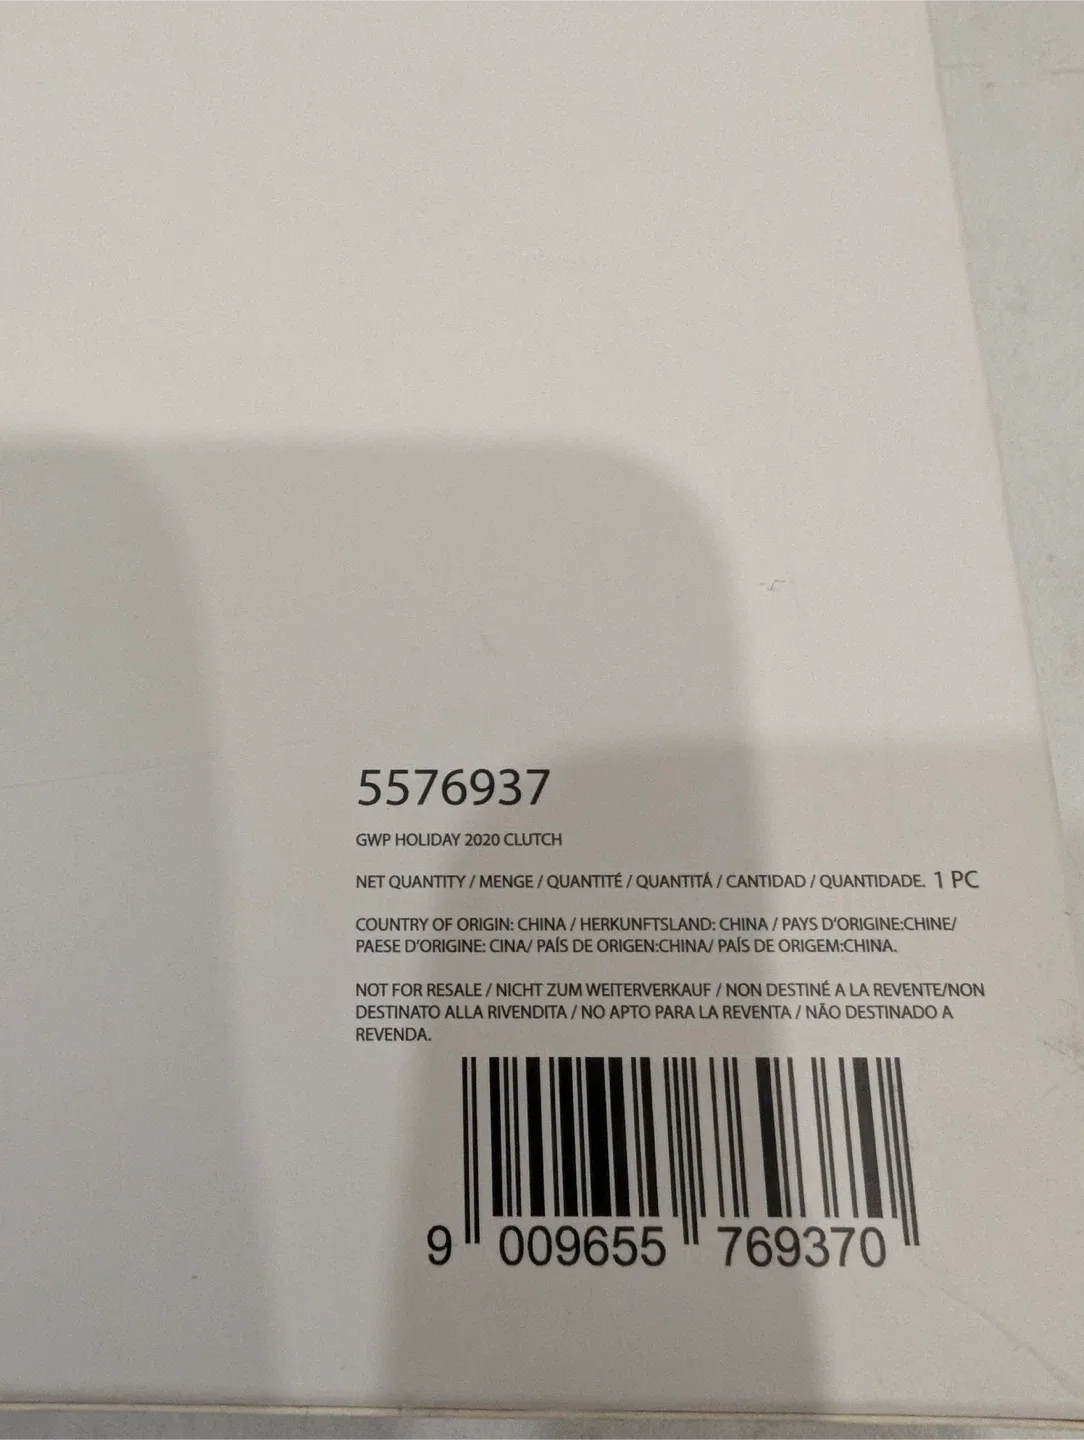 5576937
GWP HOLIDAY 2020 CLUTCH
NET QUANTITY / MENGE / QUANTITÉ / QUANTITÁ / CANTIDAD / QUANTIDADE. 1 PC
COUNTRY OF ORIGIN: CHINA / HERKUNFTSLAND: CHINA / PAYS D'ORIGINE:CHINE/
PAESE D'ORIGINE: CINA/ PAÍS DE ORIGEN:CHINA/ PAÍS DE ORIGEM:CHINA.
NOT FOR RESALE / NICHT ZUM WEITERVERKAUF / NON DESTINÉ A LA REVENTE/NON
DESTINATO ALLA RIVENDITA / NO APTO PARA LA REVENTA / NÃO DESTINADO A
REVENDA.
9 009655 769370